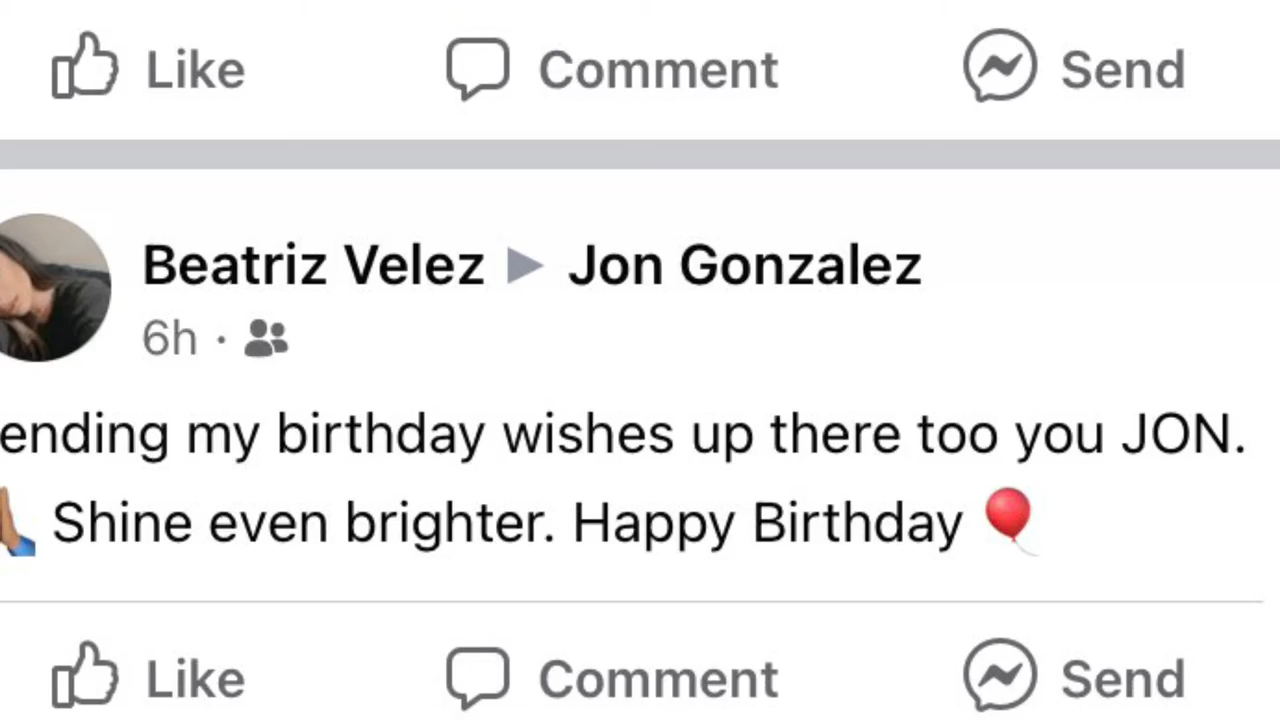 Like Comment Send
Beatriz Velez ▶ Jon Gonzalez
6h ·
ending my birthday wishes up there too you JON.
Shine even brighter. Happy Birthday 🎈
Like Comment Send